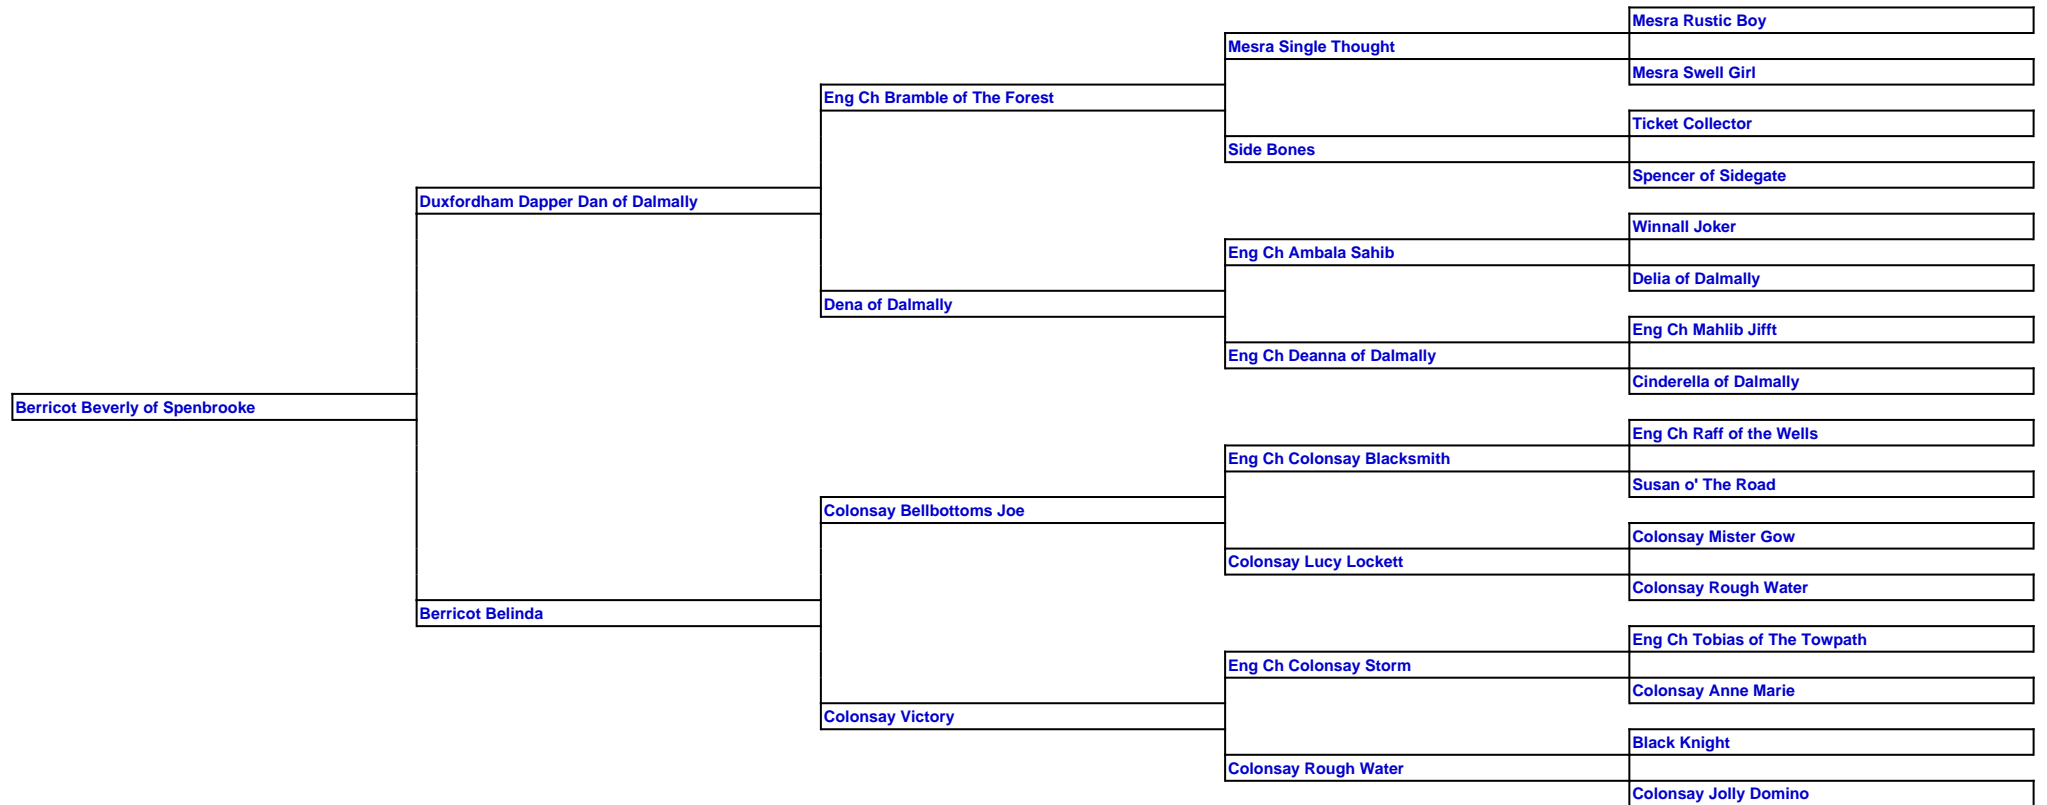 Mesra Rustic Boy
Mesra Single Thought
Mesra Swell Girl
Eng Ch Bramble of The Forest
Ticket Collector
Side Bones
Spencer of Sidegate
Duxfordham Dapper Dan of Dalmally
Winnall Joker
Eng Ch Ambala Sahib
Delia of Dalmally
Dena of Dalmally
Eng Ch Mahlib Jifft
Eng Ch Deanna of Dalmally
Cinderella of Dalmally
Berricot Beverly of Spenbrooke
Eng Ch Raff of the Wells
Eng Ch Colonsay Blacksmith
Susan o' The Road
Colonsay Bellbottoms Joe
Colonsay Mister Gow
Colonsay Lucy Lockett
Colonsay Rough Water
Berricot Belinda
Eng Ch Tobias of The Towpath
Eng Ch Colonsay Storm
Colonsay Anne Marie
Colonsay Victory
Black Knight
Colonsay Rough Water
Colonsay Jolly Domino